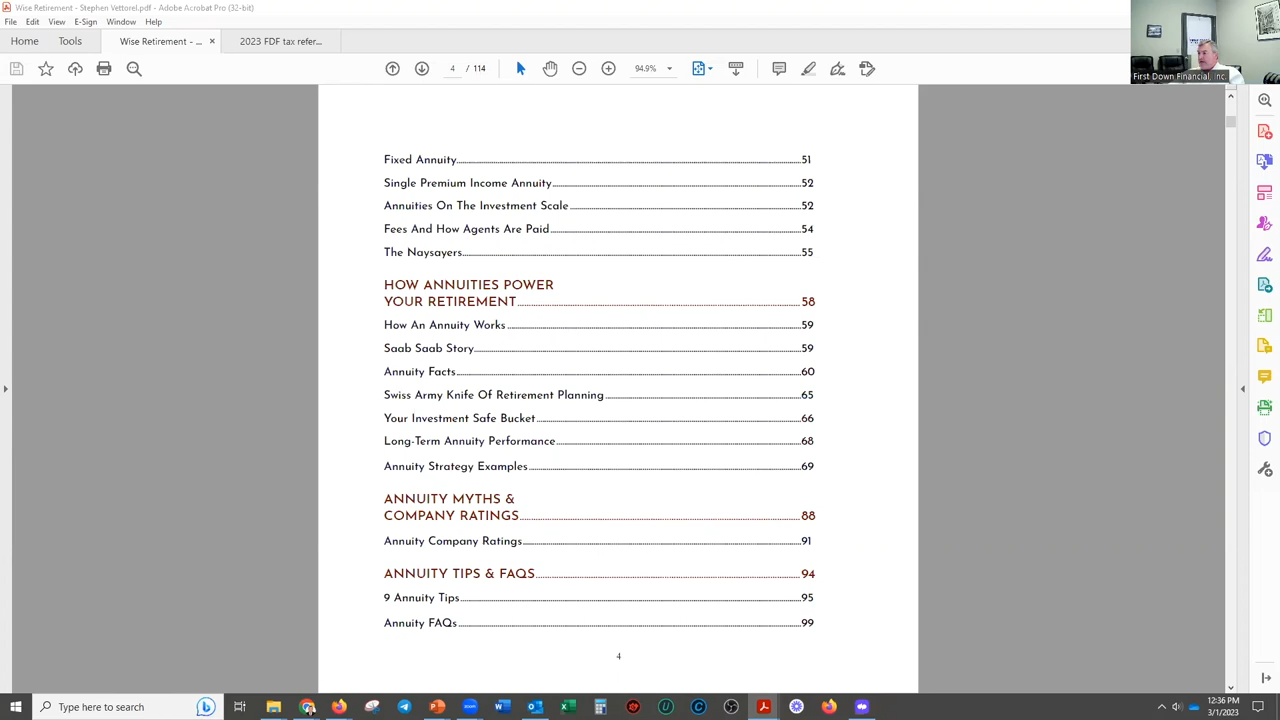 Wise Retirement - Stephen Vettorel.pdf - Adobe Acrobat Pro (32-bit)
File Edit View E-Sign Window Help
Home Tools Wise Retirement - ... × 2023 FDF tax refer...
4 / 114 94.9%
First Down Financial, Inc.
Fixed Annuity 51
Single Premium Income Annuity 52
Annuities On The Investment Scale 52
Fees And How Agents Are Paid 54
The Naysayers 55
HOW ANNUITIES POWER
YOUR RETIREMENT 58
How An Annuity Works 59
Saab Saab Story 59
Annuity Facts 60
Swiss Army Knife Of Retirement Planning 65
Your Investment Safe Bucket 66
Long-Term Annuity Performance 68
Annuity Strategy Examples 69
ANNUITY MYTHS &
COMPANY RATINGS 88
Annuity Company Ratings 91
ANNUITY TIPS & FAQS 94
9 Annuity Tips 95
Annuity FAQs 99
4
Type here to search
12:36 PM
3/1/2023